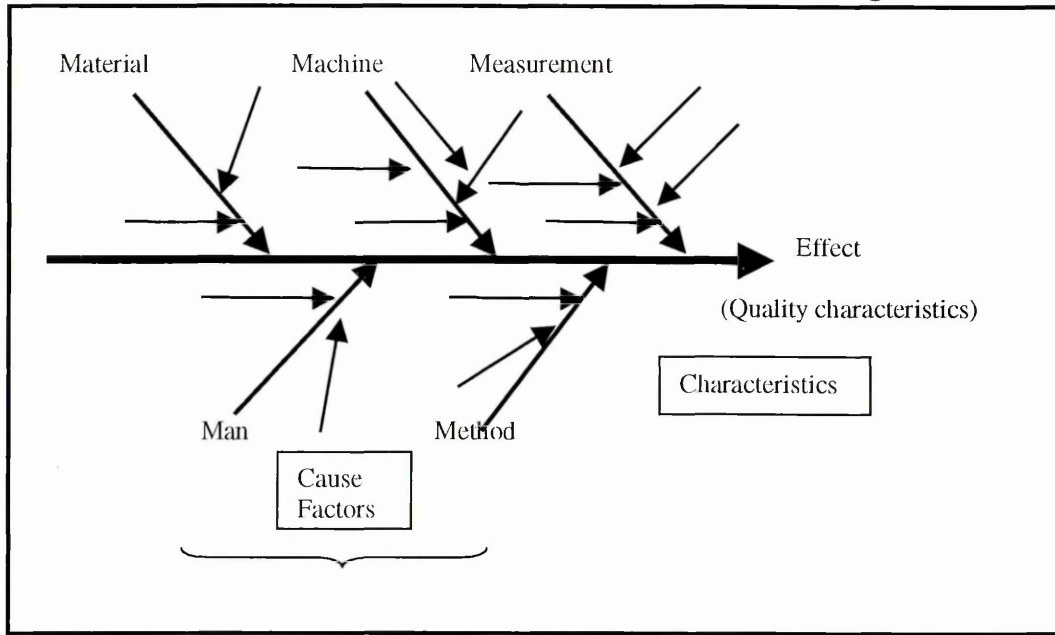 Material
Machine
Measurement
Effect
(Quality characteristics)
Characteristics
Man
Method
Cause
Factors